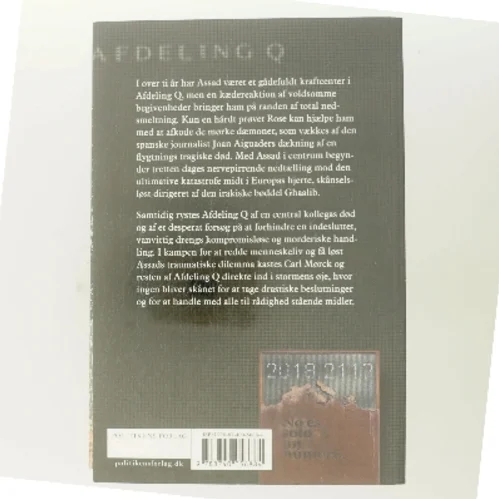 AFDELING Q
I over ti år har Assad været et gådefuldt kraftcenter i
Afdeling Q, men en kædereaktion af voldsomme
begivenheder bringer ham på randen af total ned-
smeltning. Kun en hårdt prøvet Rose kan hjælpe ham
med at afkode de mørke dæmoner, som vækkes af den
spanske journalist Joan Aiguaders dækning af en
flygtnings tragiske død. Med Assad i centrum begyn-
der tretten dages nervepirrende nedtælling mod den
ultimative katastrofe midt i Europas hjerte, skånsels-
løst dirigeret af den irakiske bøddel Ghaalib.
Samtidig rystes Afdeling Q af en central kollegas død
og af et desperat forsøg på at forhindre en indesluttet,
vanvittig drengs kompromisløse og morderiske hand-
ling. I kampen for at redde menneskeliv og få løst
Assads traumatiske dilemma kastes Carl Mørck og
resten af Afdeling Q direkte ind i stormens øje, hvor
ingen bliver skånet for at tage drastiske beslutninger
og for at handle med alle til rådighed stående midler.
2018 2117
politikensforlag.dk